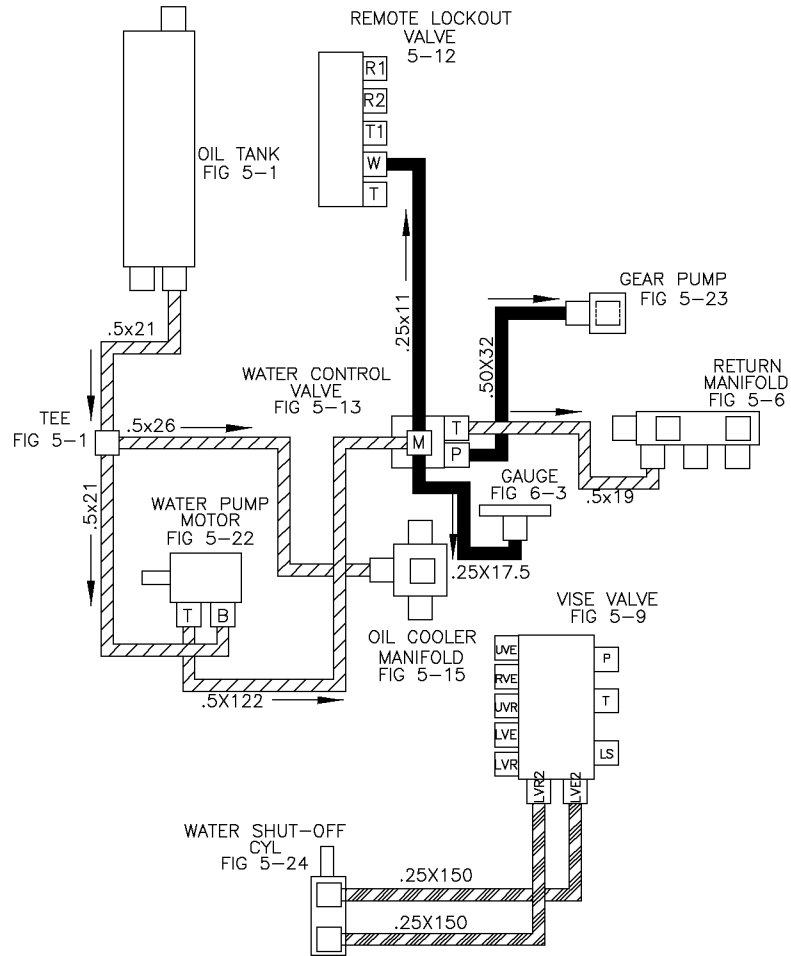 REMOTE LOCKOUT
VALVE
5-12
R1
R2
T1
W
T
OIL TANK
FIG 5-1
.25x11
GEAR PUMP
FIG 5-23
.50X32
.5x21
WATER CONTROL
VALVE
FIG 5-13
RETURN
MANIFOLD
FIG 5-6
TEE
FIG 5-1
.5x26
M
T
P
GAUGE
FIG 6-3
.5x19
.5x21
WATER PUMP
MOTOR
FIG 5-22
T
B
.25X17.5
OIL COOLER
MANIFOLD
FIG 5-15
.5X122
VISE VALVE
FIG 5-9
UVE
RVE
UVR
LVE
LVR
P
T
LS
LVR2
LVE2
WATER SHUT-OFF
CYL
FIG 5-24
.25X150
.25X150